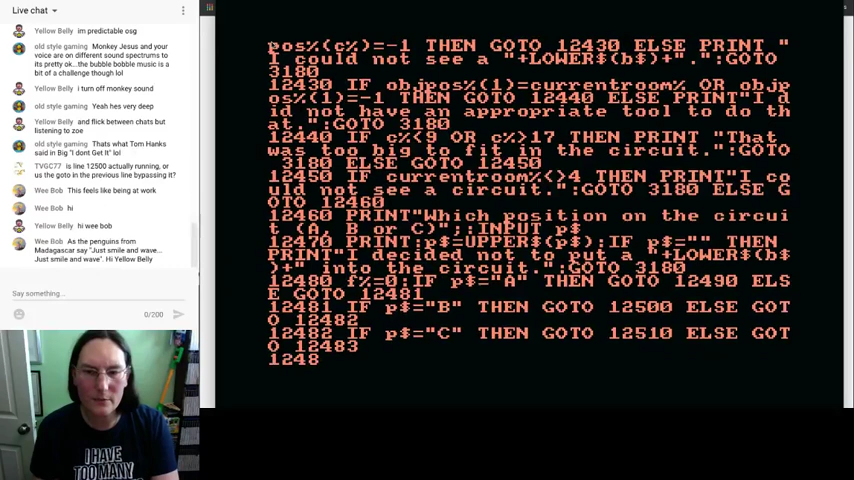 Live chat
Yellow Belly im predictable osg
old style gaming Monkey Jesus and your
voice are on different sound spectrums to
its pretty ok...the bubble bobble music is a
bit of a challenge though lol
Yellow Belly i turn off monkey sound
old style gaming Yeah hes very deep
Yellow Belly and flick between chats but
listening to zoe
old style gaming Thats what Tom Hanks
said in Big "I dont Get It" lol
TVGC77 is line 12500 actually running, or
us the goto in the previous line bypassing it?
Wee Bob This feels like being at work
Wee Bob hi
Yellow Belly hi wee bob
Wee Bob As the penguins from
Madagascar say "Just smile and wave...
Just smile and wave". Hi Yellow Belly
Say something...
0/200
pos%(c%)=-1 THEN GOTO 12430 ELSE PRINT "
I could not see a "+LOWER$(b$)+".":GOTO
3180
12430 IF objpos%(1)=currentroom% OR objp
os%(1)=-1 THEN GOTO 12440 ELSE PRINT"I d
id not have an appropriate tool to do th
at.":GOTO 3180
12440 IF c%<9 OR c%>17 THEN PRINT "That
was too big to fit in the circuit.":GOTO
3180 ELSE GOTO 12450
12450 IF currentroom%<>4 THEN PRINT"I co
uld not see a circuit.":GOTO 3180 ELSE G
OTO 12460
12460 PRINT"Which position on the circui
t (A, B or C)";:INPUT p$
12470 PRINT:p$=UPPER$(p$):IF p$="" THEN
PRINT"I decided not to put a "+LOWER$(b$
)+" into the circuit.":GOTO 3180
12480 f%=0:IF p$="A" THEN GOTO 12490 ELS
E GOTO 12481
12481 IF p$="B" THEN GOTO 12500 ELSE GOT
O 12482
12482 IF p$="C" THEN GOTO 12510 ELSE GOT
O 12483
1248
I HAVE
TOO MANY